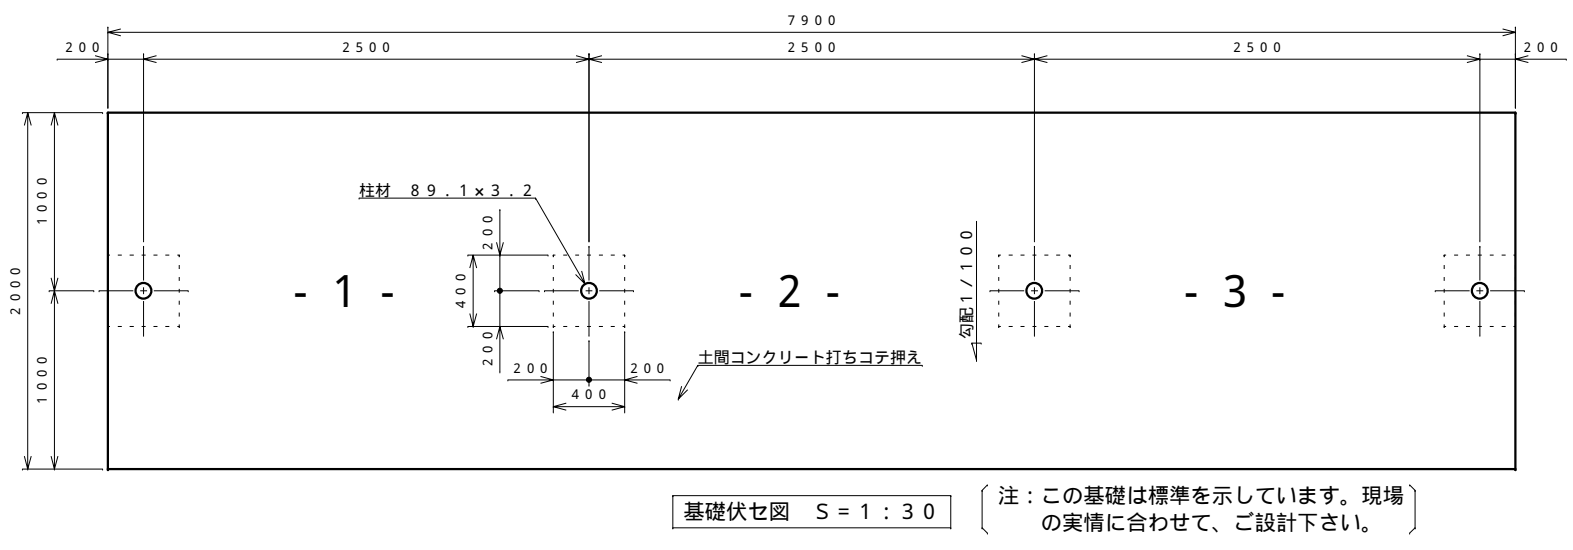 7900
200
2500
2500
2500
200
柱材 89.1×3.2
1000
2000
1000
200
400
200
- 1 -
- 2 -
- 3 -
勾配1/100
200
200
400
土間コンクリート打ちコテ押え
基礎伏セ図 S=1:30
注：この基礎は標準を示しています。現場
の実情に合わせて、ご設計下さい。